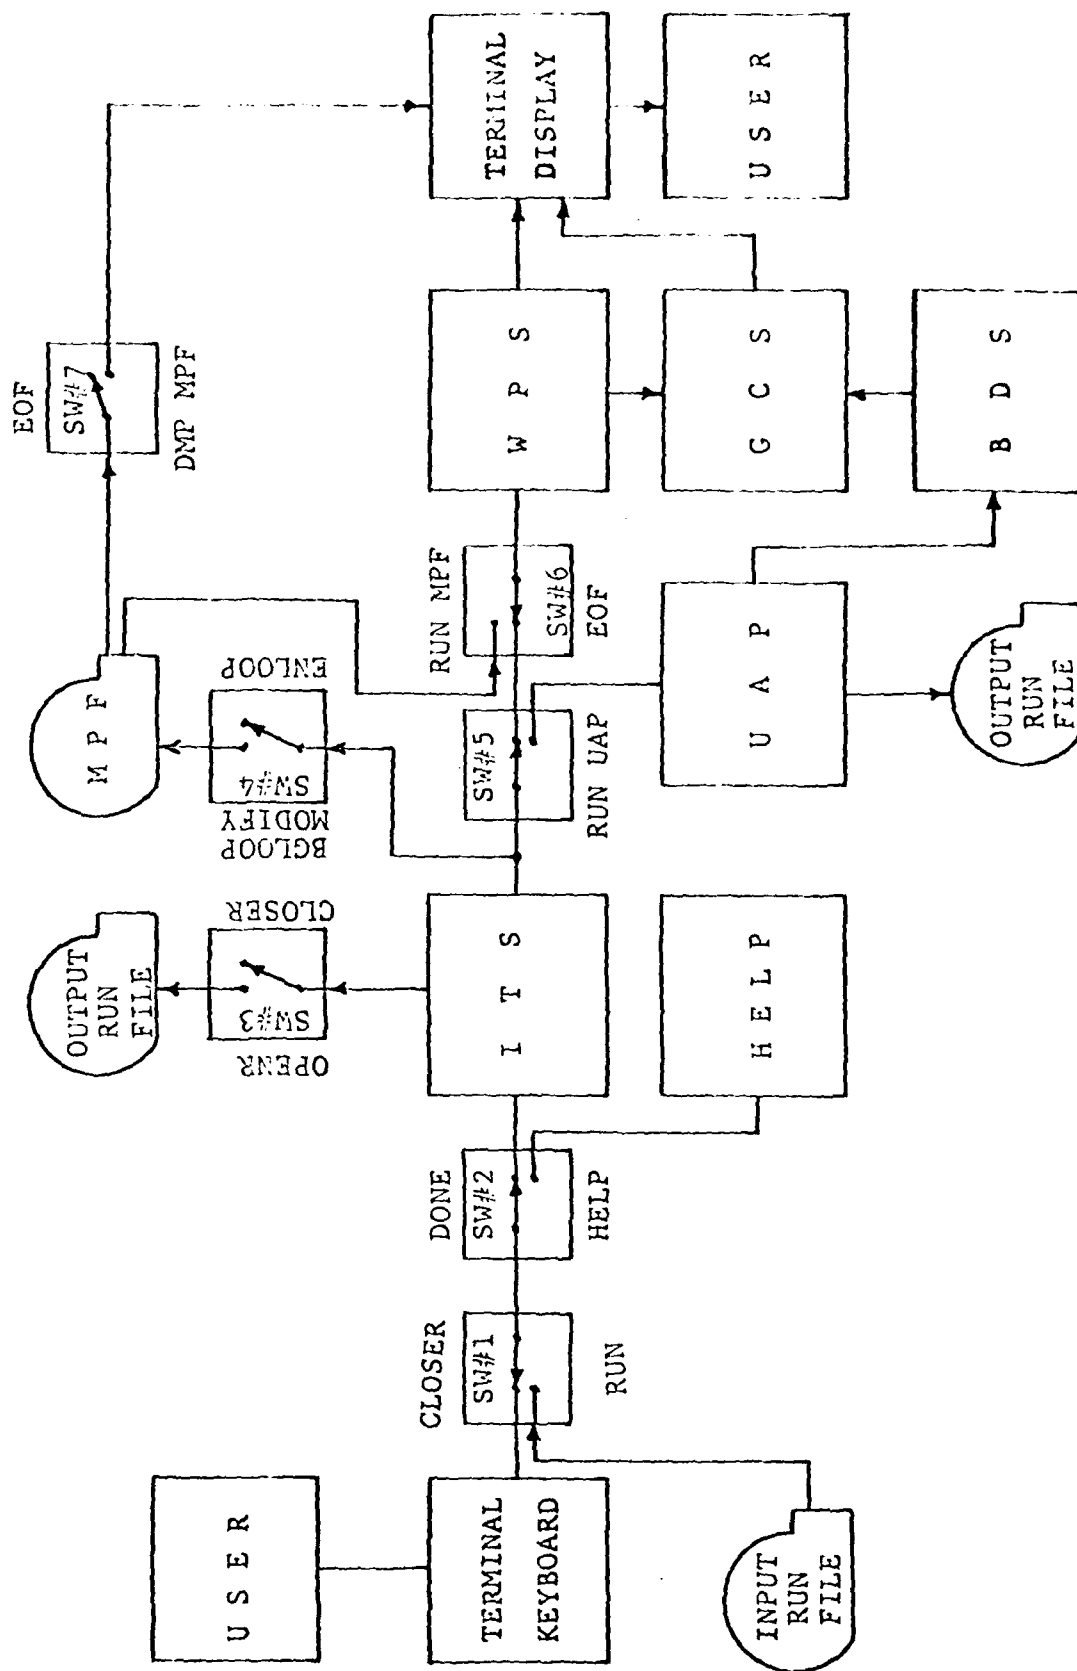 USER
TERMINAL
KEYBOARD
INPUT
RUN
FILE
CLOSER
SW#1
RUN
DONE
SW#2
HELP
OUTPUT
RUN
FILE
CLOSER
SW#3
OPENR
ITS
HELP
MPF
ENLOOP
SW#4
BGLOOP
MODIFY
SW#5
RUN UAP
RUN MPF
SW#6
EOF
UAP
OUTPUT
RUN
FILE
EOF
SW#7
DMP MPF
WPS
GCS
BDS
TERMINAL
DISPLAY
USER